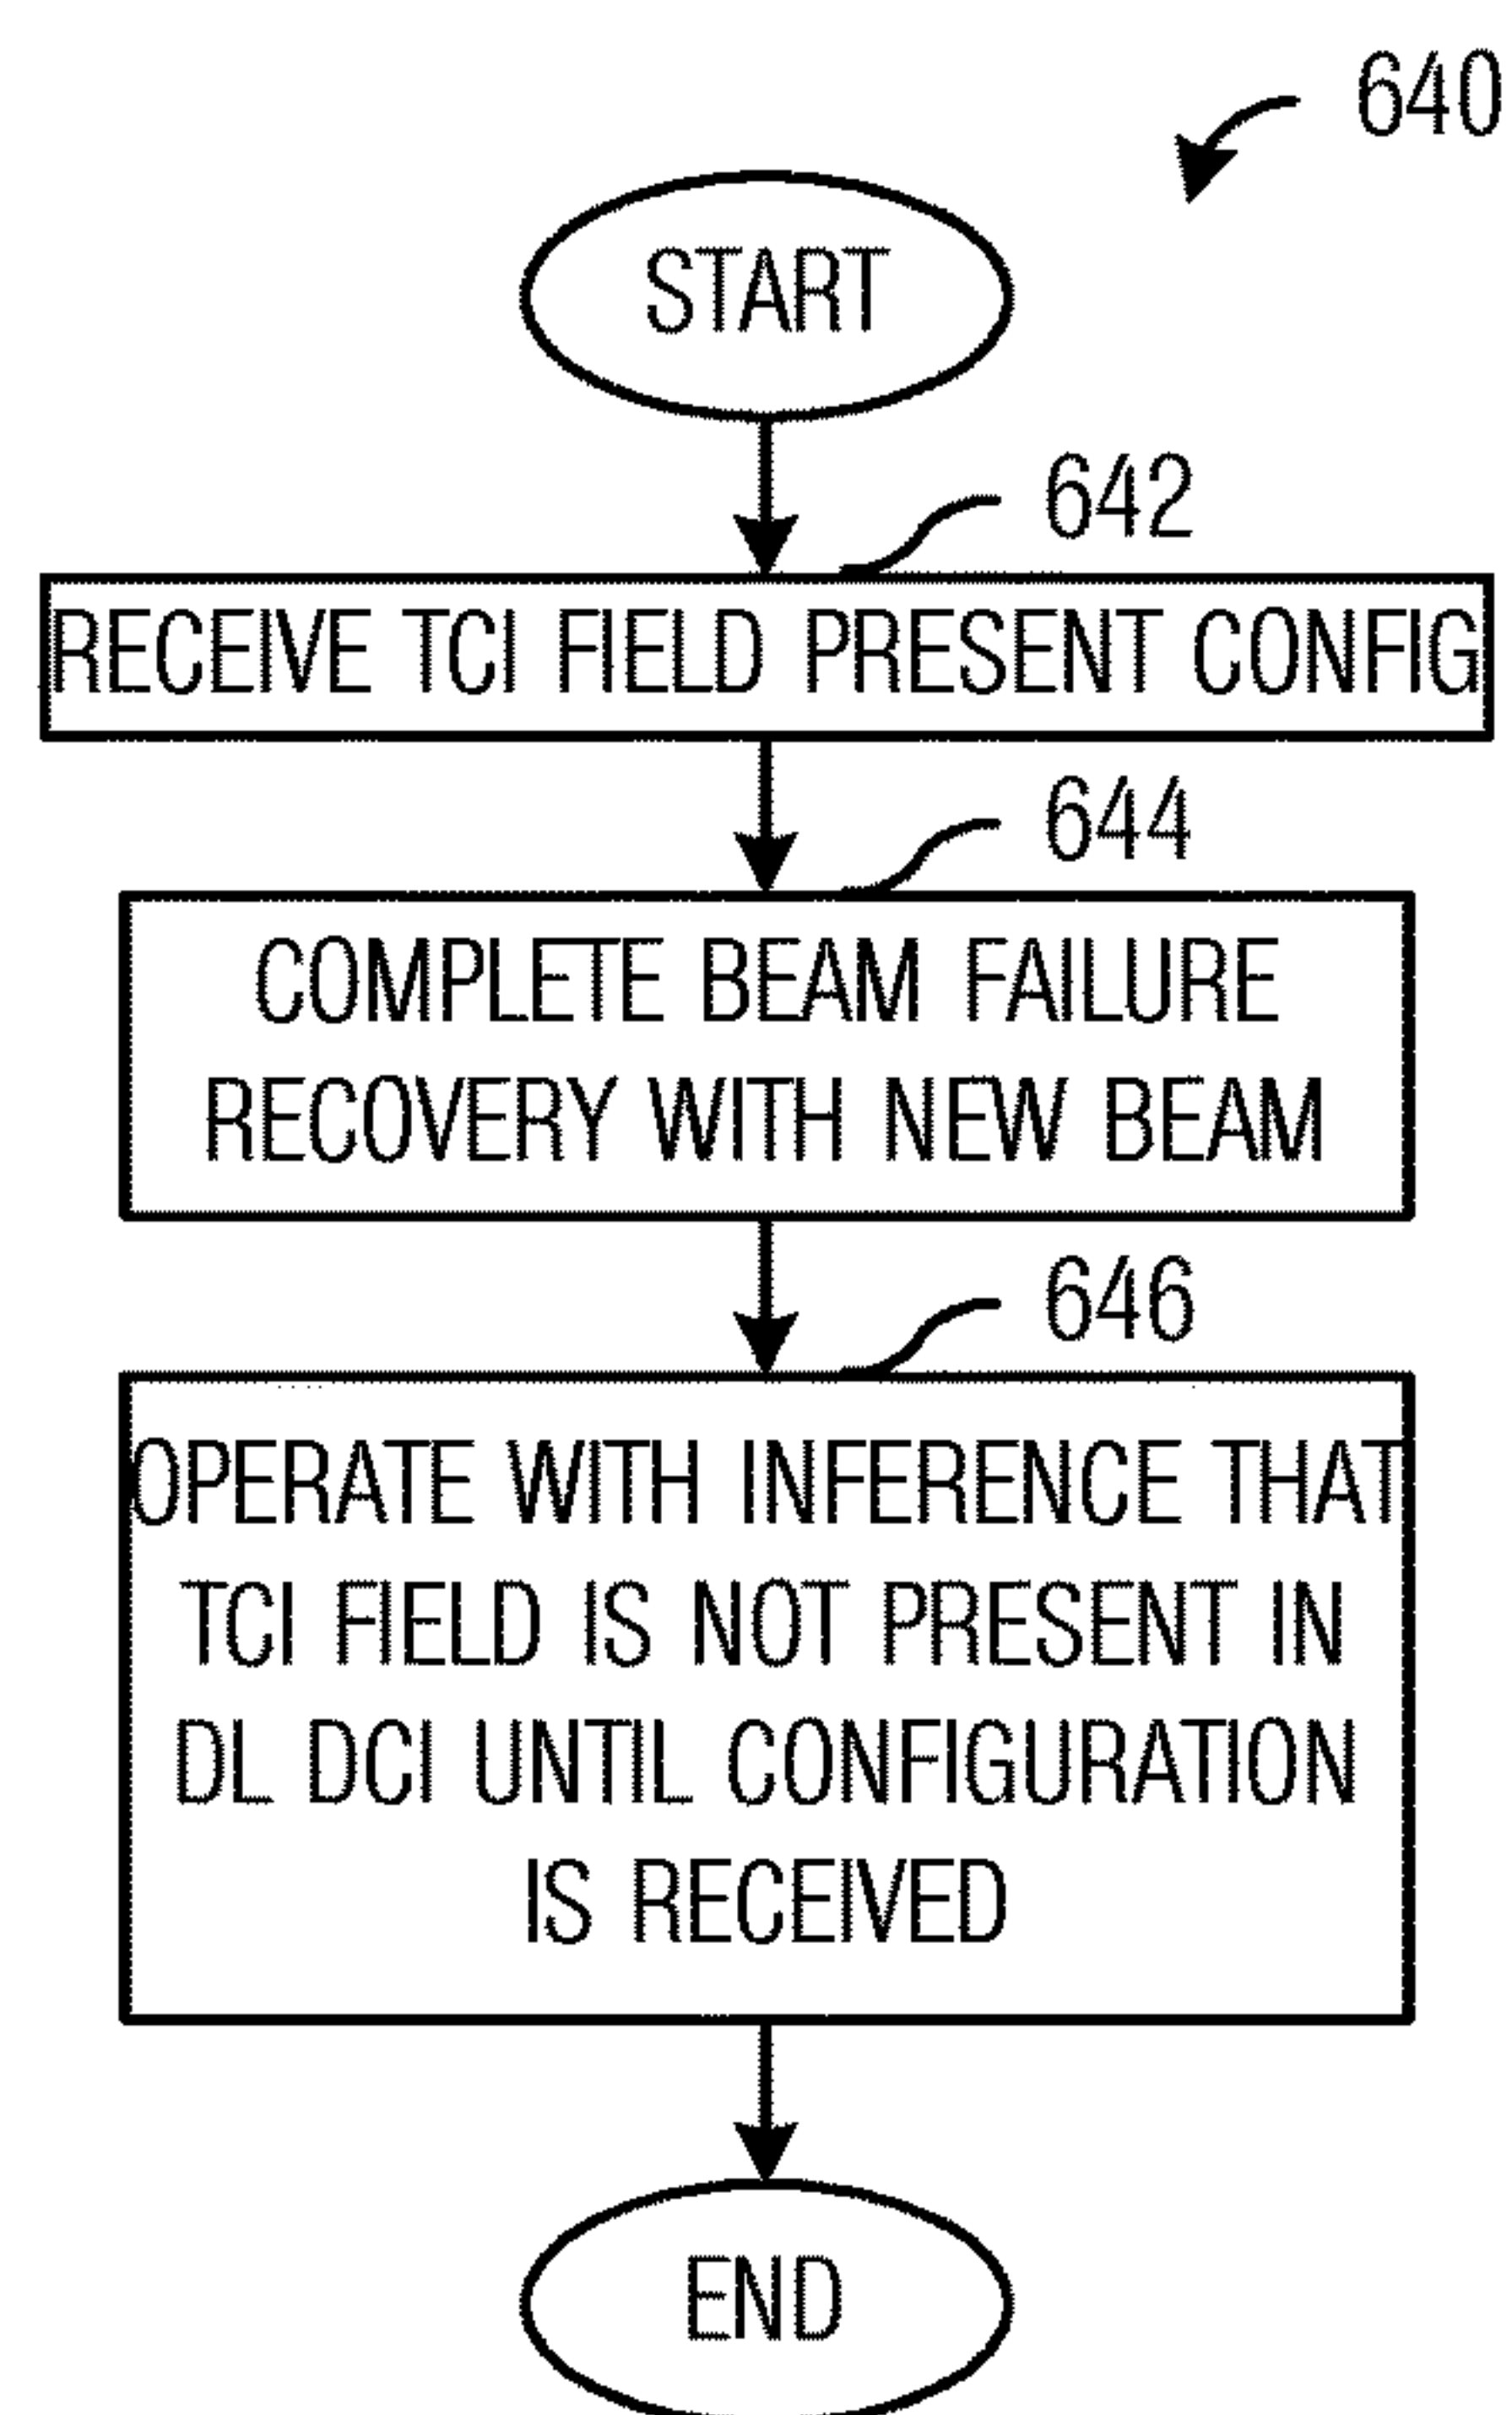 640
START
642
RECEIVE TCI FIELD PRESENT CONFIG
644
COMPLETE BEAM FAILURE
RECOVERY WITH NEW BEAM
646
OPERATE WITH INFERENCE THAT
TCI FIELD IS NOT PRESENT IN
DL DCI UNTIL CONFIGURATION
IS RECEIVED
END